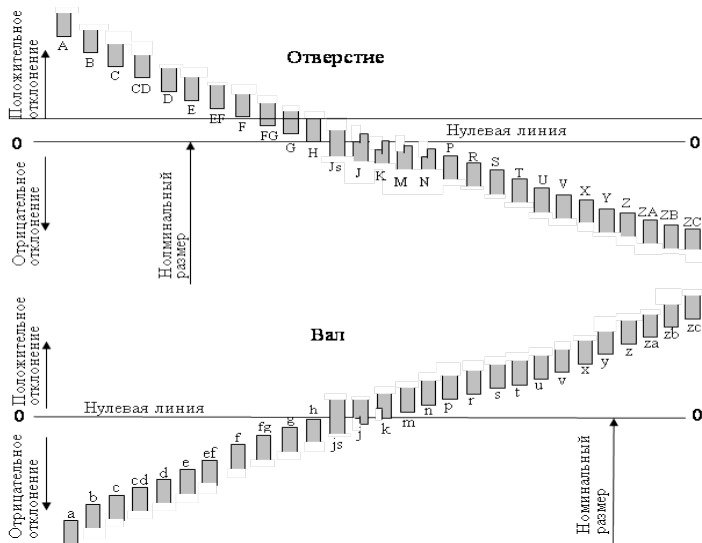 Отверстие
Положительное
отклонение
A
B
C
CD
D
E
EF
F
FG
G
H
Js
J
K
M
N
P
R
S
T
U
V
X
Y
Z
ZA
ZB
ZC
Нулевая линия
0
0
Отрицательное
отклонение
Нолминальный
размер
Вал
Положительное
отклонение
Нулевая линия
0
0
a
b
c
cd
d
e
ef
f
fg
g
h
js
j
k
m
n
p
r
s
t
u
v
x
y
z
za
zb
zc
Отрицательное
отклонение
Номинальный
размер